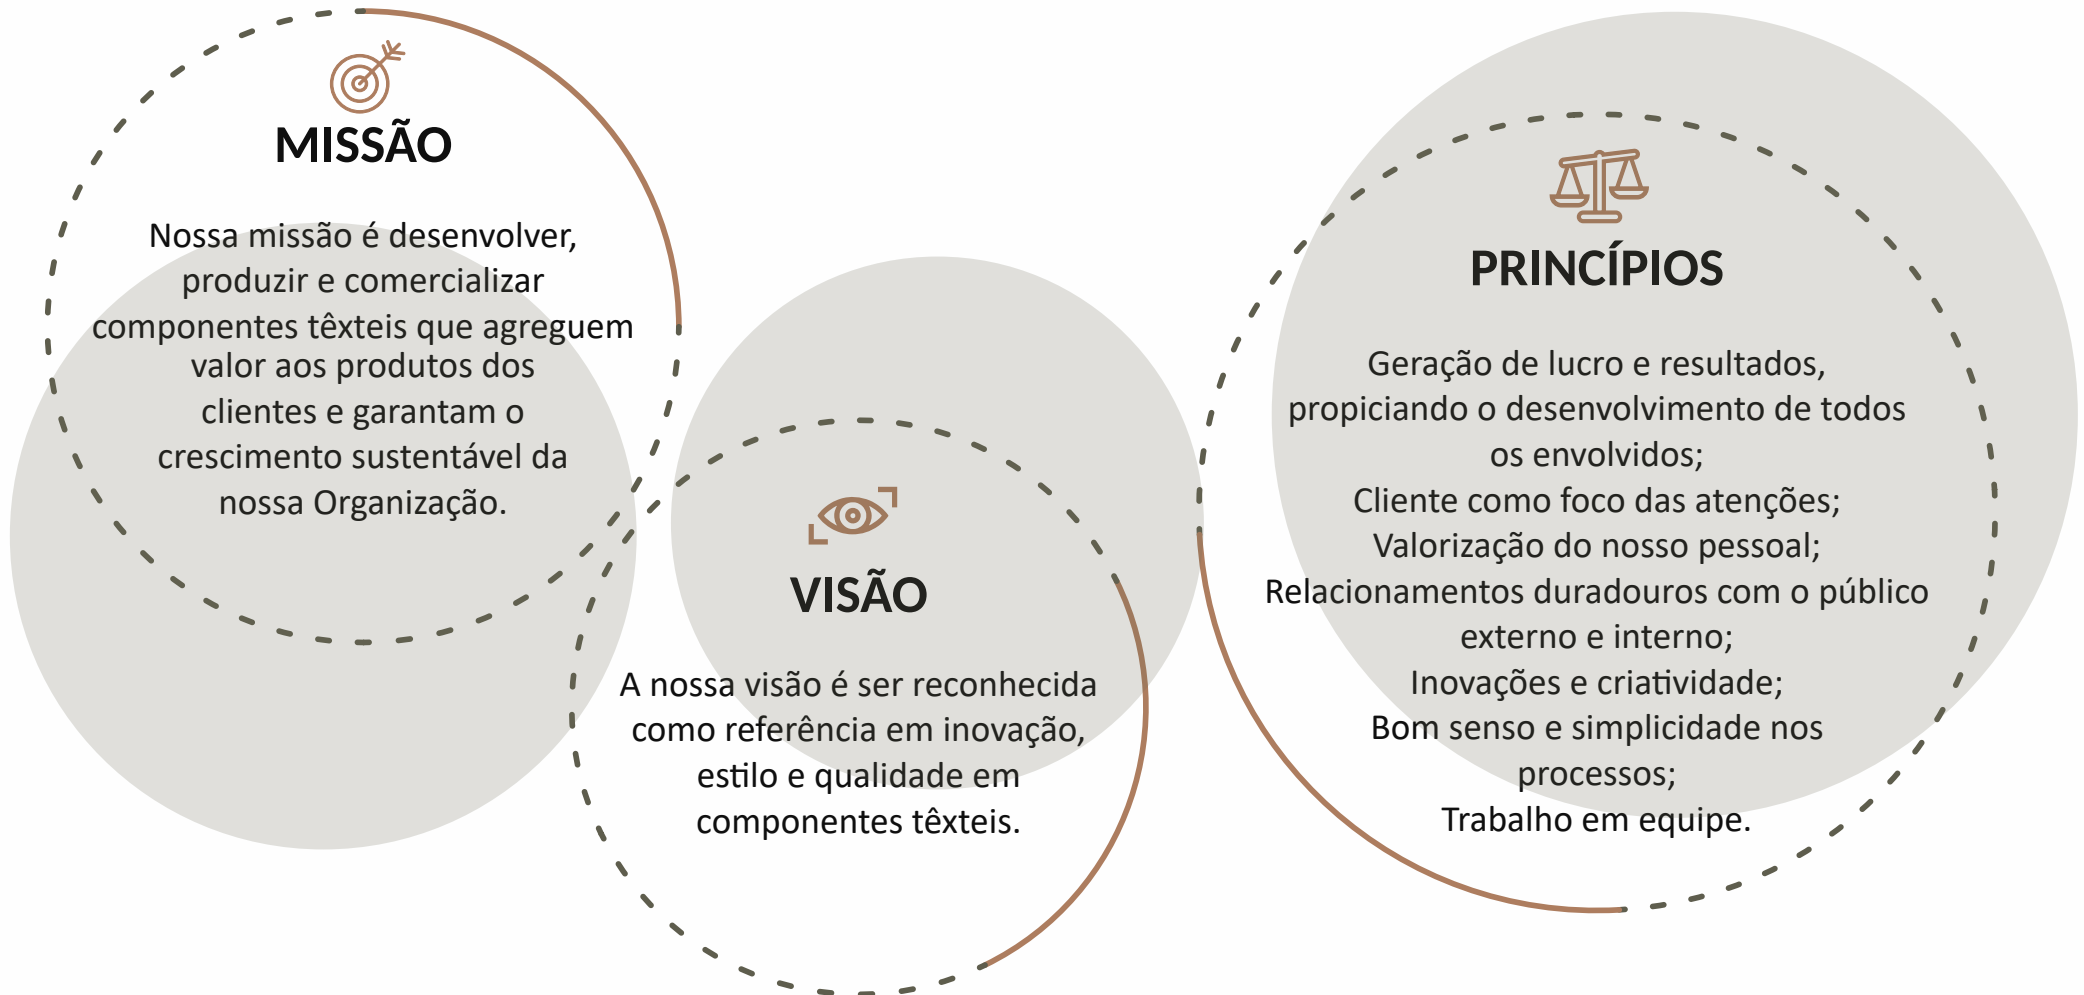 MISSÃO
Nossa missão é desenvolver,
produzir e comercializar
componentes têxteis que agreguem
valor aos produtos dos
clientes e garantam o
crescimento sustentável da
nossa Organização.
VISÃO
A nossa visão é ser reconhecida
como referência em inovação,
estilo e qualidade em
componentes têxteis.
PRINCÍPIOS
Geração de lucro e resultados,
propiciando o desenvolvimento de todos
os envolvidos;
Cliente como foco das atenções;
Valorização do nosso pessoal;
Relacionamentos duradouros com o público
externo e interno;
Inovações e criatividade;
Bom senso e simplicidade nos
processos;
Trabalho em equipe.